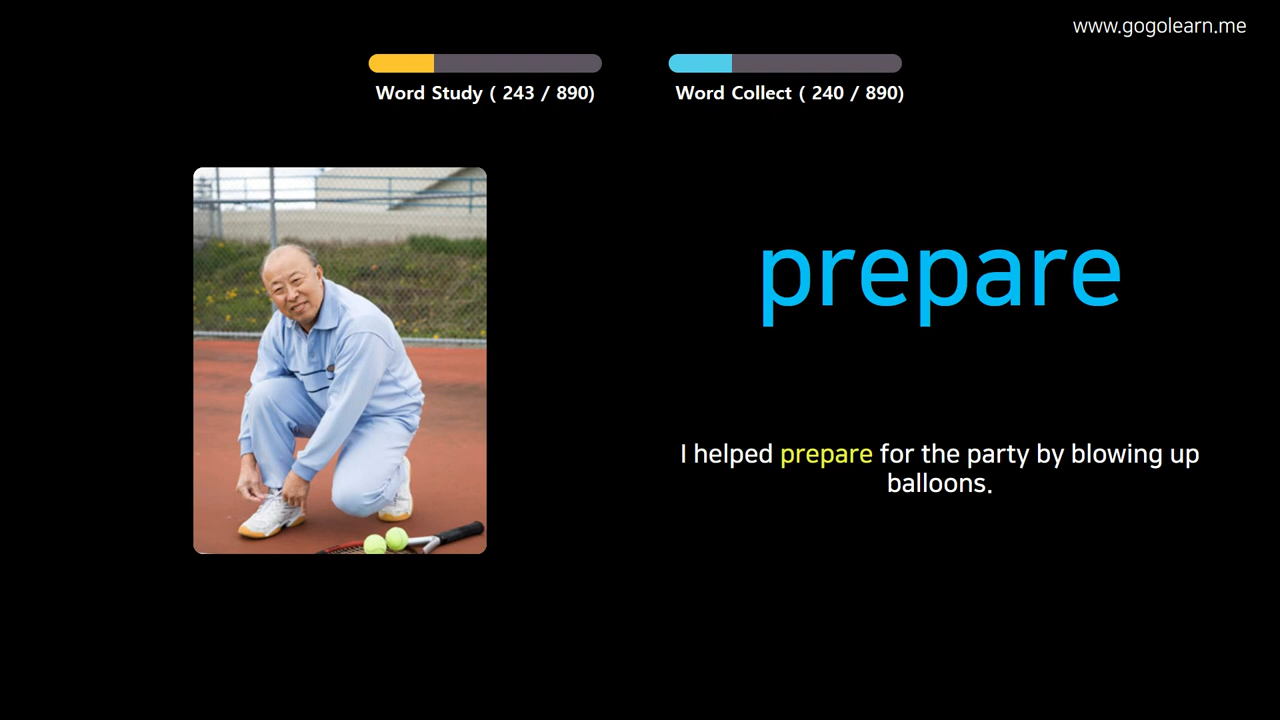 www.gogolearn.me
Word Study ( 243 / 890)
Word Collect ( 240 / 890)
prepare
I helped prepare for the party by blowing up
balloons.